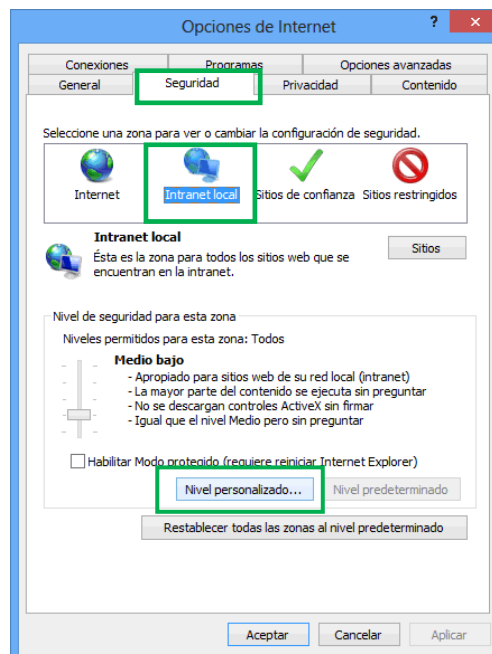 Opciones de Internet
? ×
Conexiones Programas Opciones avanzadas
General Seguridad Privacidad Contenido
Seleccione una zona para ver o cambiar la configuración de seguridad.
Internet Intranet local Sitios de confianza Sitios restringidos
Intranet local
Ésta es la zona para todos los sitios web que se
encuentran en la intranet.
Sitios
Nivel de seguridad para esta zona
Niveles permitidos para esta zona: Todos
Medio bajo
- Apropiado para sitios web de su red local (intranet)
- La mayor parte del contenido se ejecuta sin preguntar
- No se descargan controles ActiveX sin firmar
- Igual que el nivel Medio pero sin preguntar
Habilitar Modo protegido (requiere reiniciar Internet Explorer)
Nivel personalizado... Nivel predeterminado
Restablecer todas las zonas al nivel predeterminado
Aceptar Cancelar Aplicar